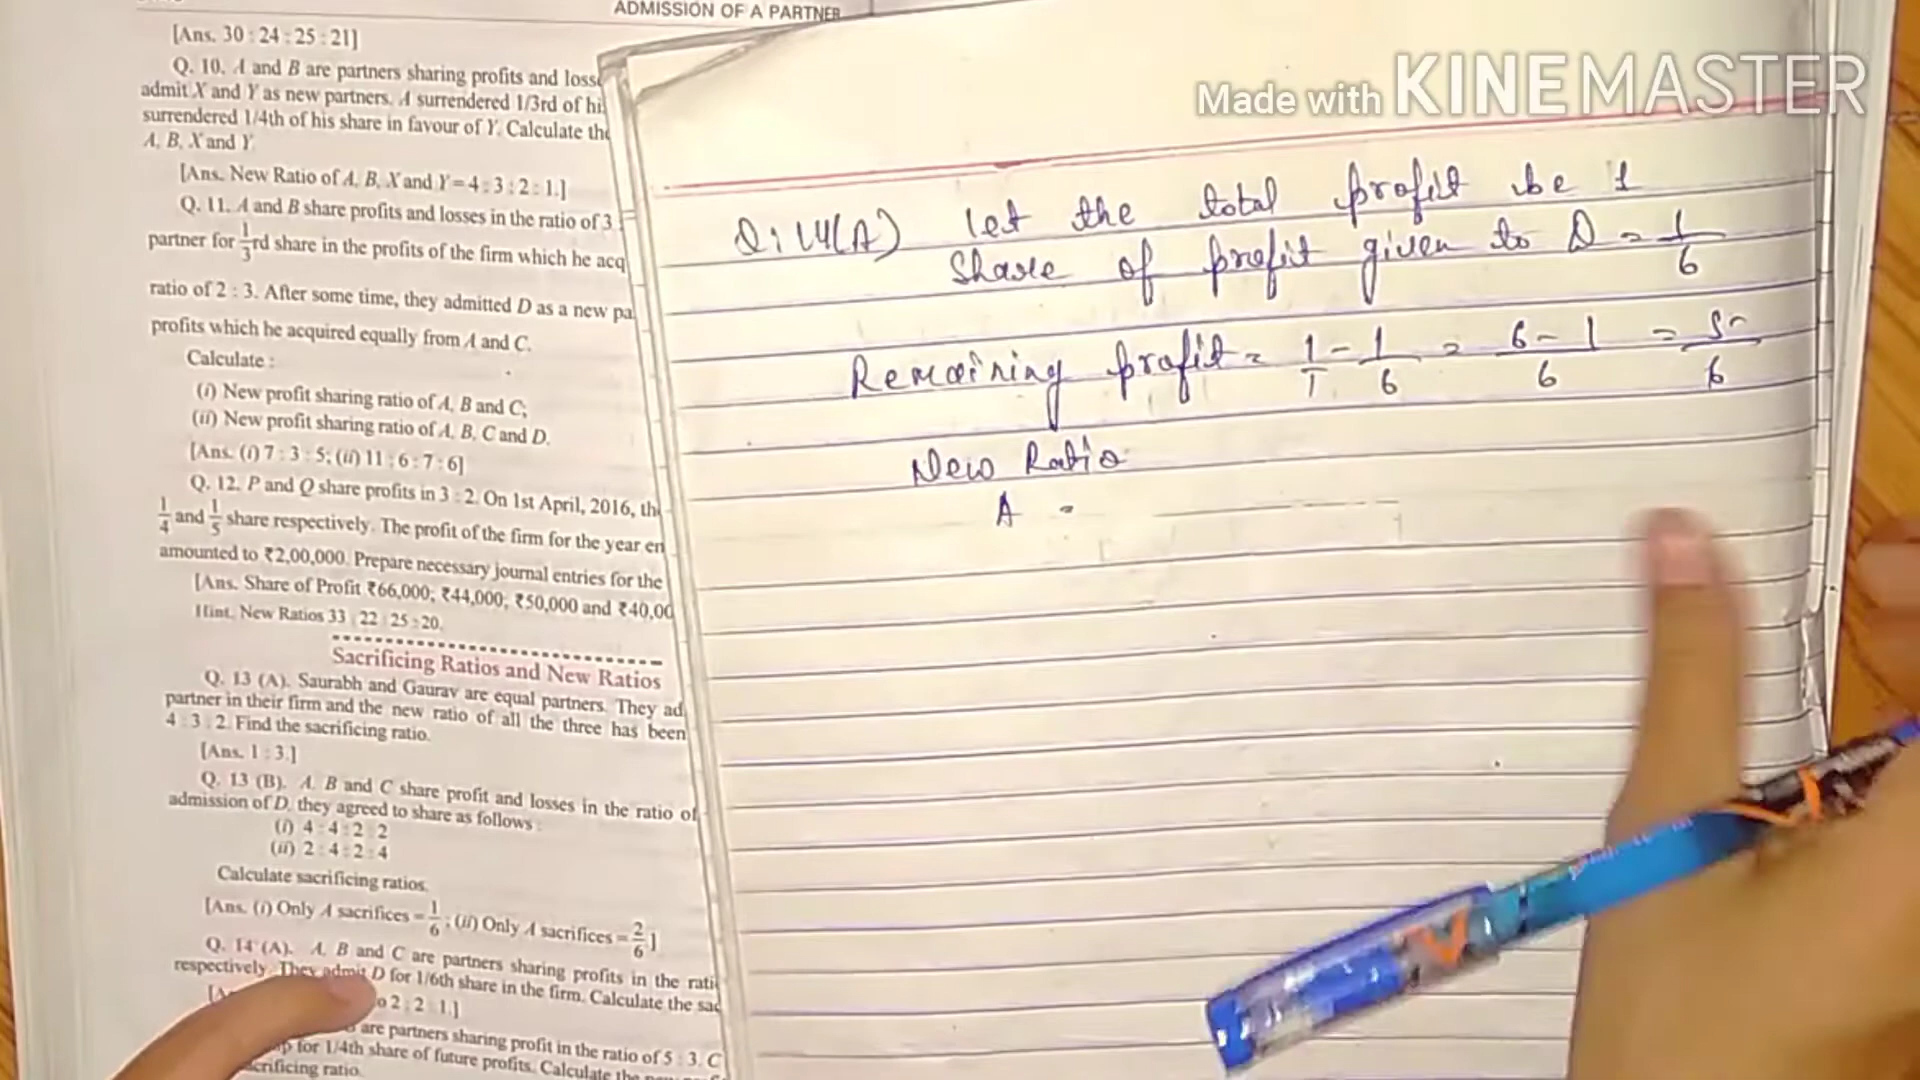 ADMISSION OF A PARTNER
[Ans. 30 : 24 : 25 : 21]
Q. 10. A and B are partners sharing profits and
admit X and Y as new partners. A surrendered 1/3rd of
surrendered 1/4th of his share in favour of Y. Calculate
A, B, X and Y
[Ans. New Ratio of A, B, X and Y = 4 : 3 : 2 : 1.]
Q. 11. A and B share profits and losses in the ratio of 3
partner for 1/3rd share in the profits of the firm which he
ratio of 2 : 3. After some time, they admitted D as a new
profits which he acquired equally from A and C.
Calculate :
(i) New profit sharing ratio of A, B and C;
(ii) New profit sharing ratio of A, B, C and D.
[Ans. (i) 7 : 3 : 5; (ii) 11 : 6 : 7 : 6]
Q. 12. P and Q share profits in 3 : 2. On 1st April, 2016,
1/4 and 1/5 share respectively. The profit of the firm for the year
amounted to ₹2,00,000. Prepare necessary journal entries for the
[Ans. Share of Profit ₹66,000; ₹44,000; ₹50,000 and
Hint. New Ratios 33 : 22 : 25 : 20.
Sacrificing Ratios and New Ratios
Q. 13 (A). Saurabh and Gaurav are equal partners. They
partner in their firm and the new ratio of all the three has been
4 : 3 : 2. Find the sacrificing ratio.
[Ans. 1 : 3.]
Q. 13 (B). A, B and C share profit and losses in the ratio of
admission of D, they agreed to share as follows :
(i) 4 : 4 : 2 : 2
(ii) 2 : 4 : 2 : 4
Calculate sacrificing ratios.
[Ans. (i) Only A sacrifices = 1/6 ; (ii) Only A sacrifices = 2/6 ]
Q. 14 (A). A, B and C are partners sharing profits in the
respectively. They admit D for 1/6th share in the firm. Calculate the
2 : 2 : 1.]
are partners sharing profit in the ratio of 5 : 3. C
for 1/4th share of future profits. Calculate the
ratio.
Made with KINEMASTER
Q.14(A) let the total profit be 1
Share of profit given to D = 1/6
Remaining profit = 1/1 - 1/6 = 6-1/6 = 5/6
New Ratio
A =